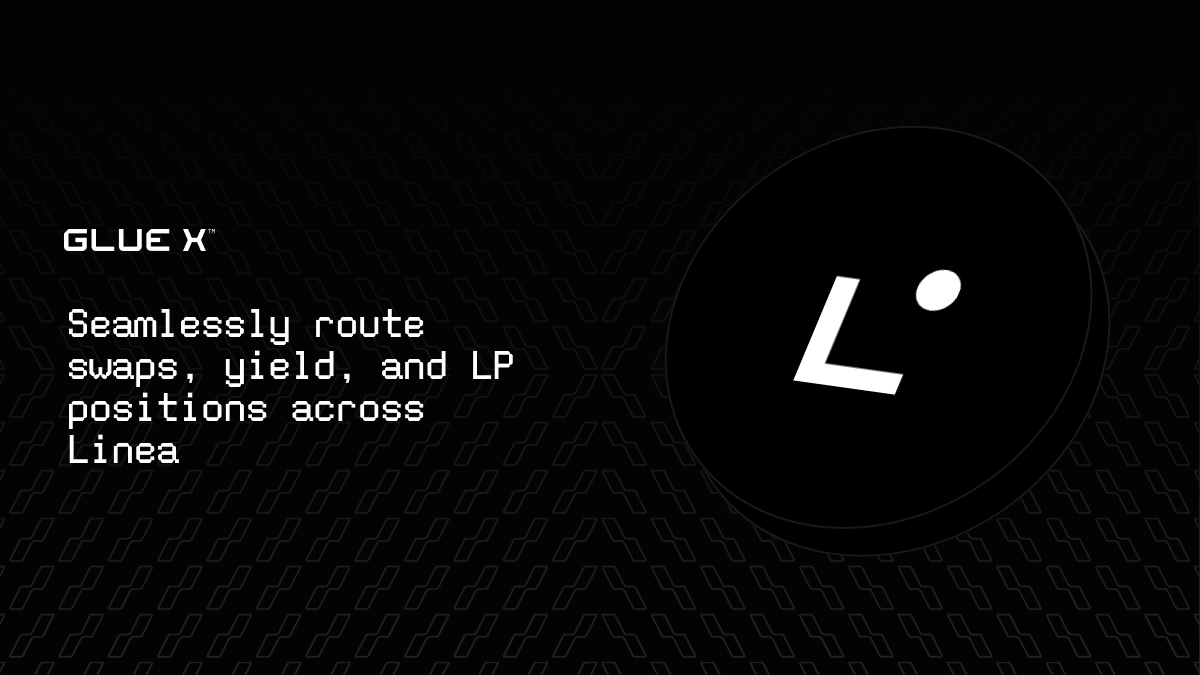 GLUE X™
Seamlessly route
swaps, yield, and LP
positions across
Linea